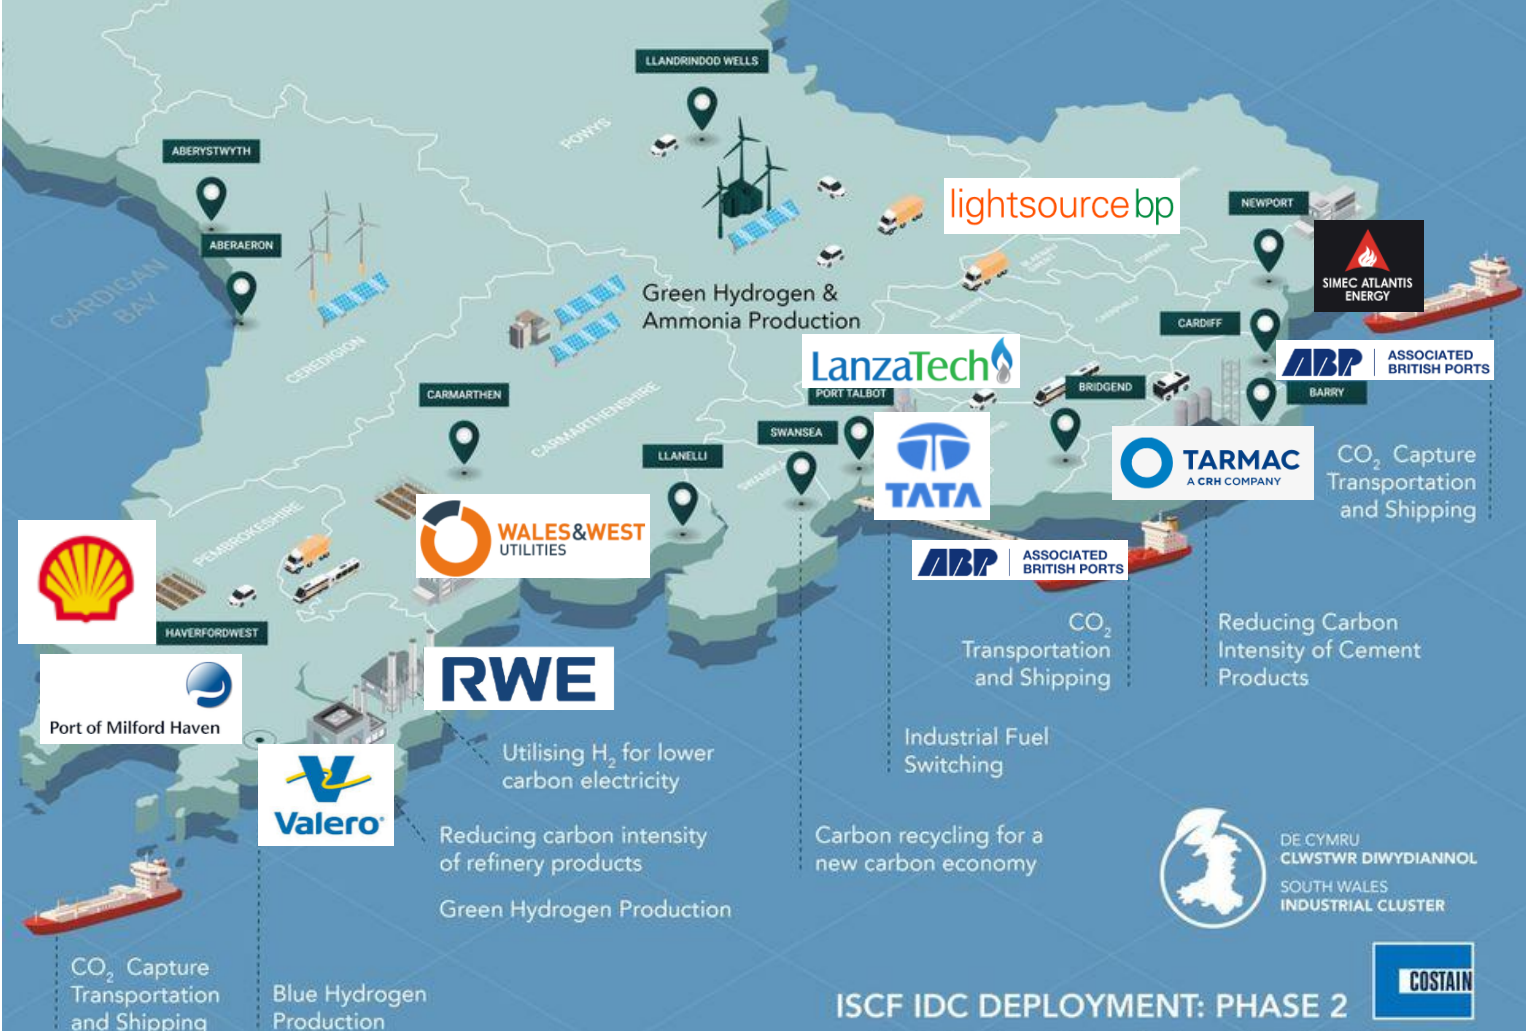 LLANDRINDOD WELLS
POWYS
ABERYSTWYTH
lightsource bp
NEWPORT
ABERAERON
CARDIGAN
BAY
SIMEC ATLANTIS
ENERGY
Green Hydrogen &
Ammonia Production
CARDIFF
CEREDIGION
LanzaTech
ABP
ASSOCIATED
BRITISH PORTS
CARMARTHEN
PORT TALBOT
BRIDGEND
BARRY
CARMARTHENSHIRE
SWANSEA
LLANELLI
SWANSEA
TATA
TARMAC
A CRH COMPANY
CO2 Capture
Transportation
and Shipping
PEMBROKESHIRE
WALES&WEST
UTILITIES
ABP
ASSOCIATED
BRITISH PORTS
HAVERFORDWEST
CO2
Transportation
and Shipping
Reducing Carbon
Intensity of Cement
Products
RWE
Port of Milford Haven
Utilising H2 for lower
carbon electricity
Industrial Fuel
Switching
Valero
Reducing carbon intensity
of refinery products
Green Hydrogen Production
Carbon recycling for a
new carbon economy
DE CYMRU
CLWSTWR DIWYDIANNOL
SOUTH WALES
INDUSTRIAL CLUSTER
CO2 Capture
Transportation
and Shipping
Blue Hydrogen
Production
ISCF IDC DEPLOYMENT: PHASE 2
COSTAIN